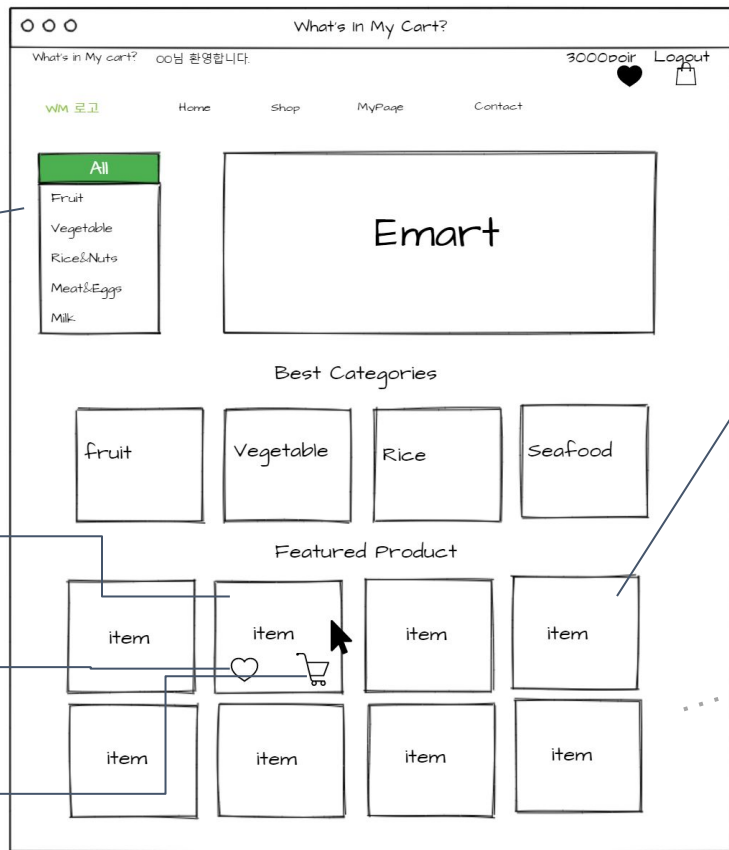 What's In My Cart?
What's in My cart? OO님 환영합니다. 3000poir Logout
WM 로고 Home Shop MyPage Contact
All
Fruit
Vegetable
Rice&Nuts
Meat&Eggs
Milk
Emart
Best Categories
fruit Vegetable Rice Seafood
Featured Product
item item item item
item item item item